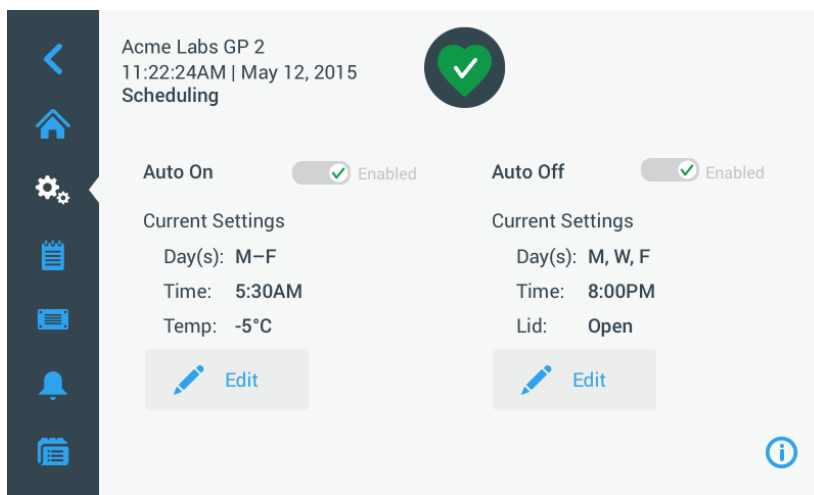 Acme Labs GP 2
11:22:24AM | May 12, 2015
Scheduling
Auto On
Enabled
Current Settings
Day(s): M–F
Time: 5:30AM
Temp: -5°C
Edit
Auto Off
Enabled
Current Settings
Day(s): M, W, F
Time: 8:00PM
Lid: Open
Edit